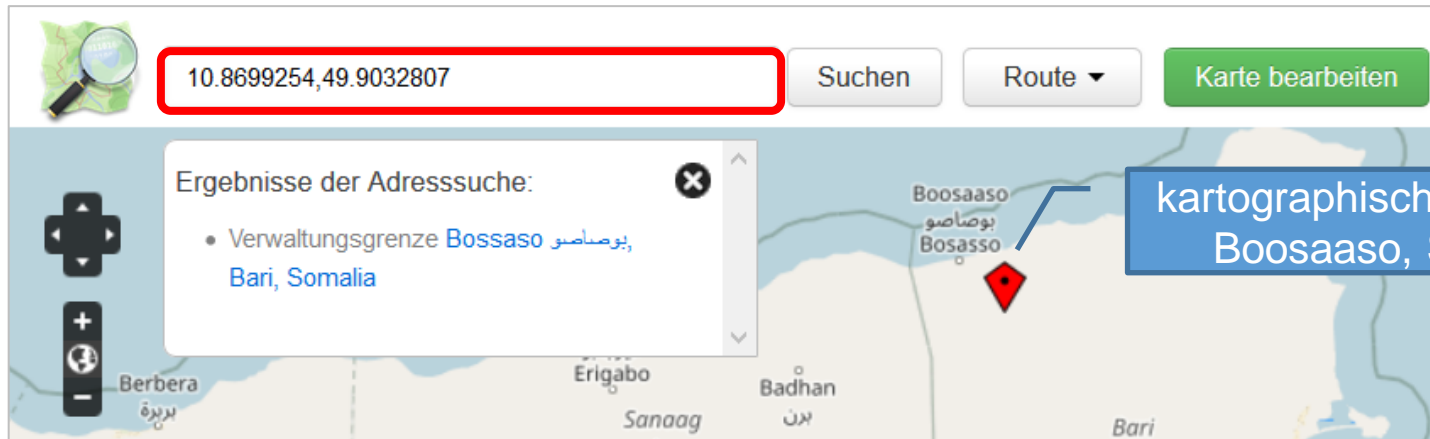 10.8699254,49.9032807
Suchen
Route
Karte bearbeiten
Ergebnisse der Adresssuche:
• Verwaltungsgrenze Bossaso بوصاصو,
Bari, Somalia
Boosaaso
بوصاصو
Bosasso
kartographisch
Boosaaso,
Berbera
بربرة
Erigabo
Badhan
برن
Sanaag
Bari